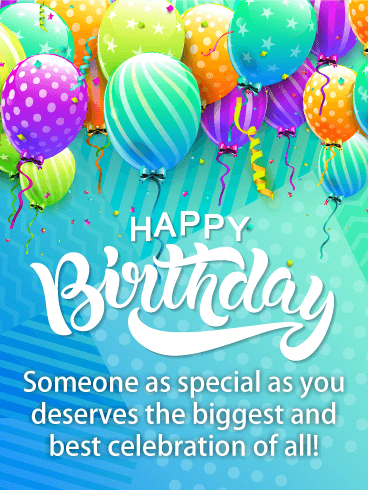 HAPPY
Birthday
Someone as special as you
deserves the biggest and
best celebration of all!